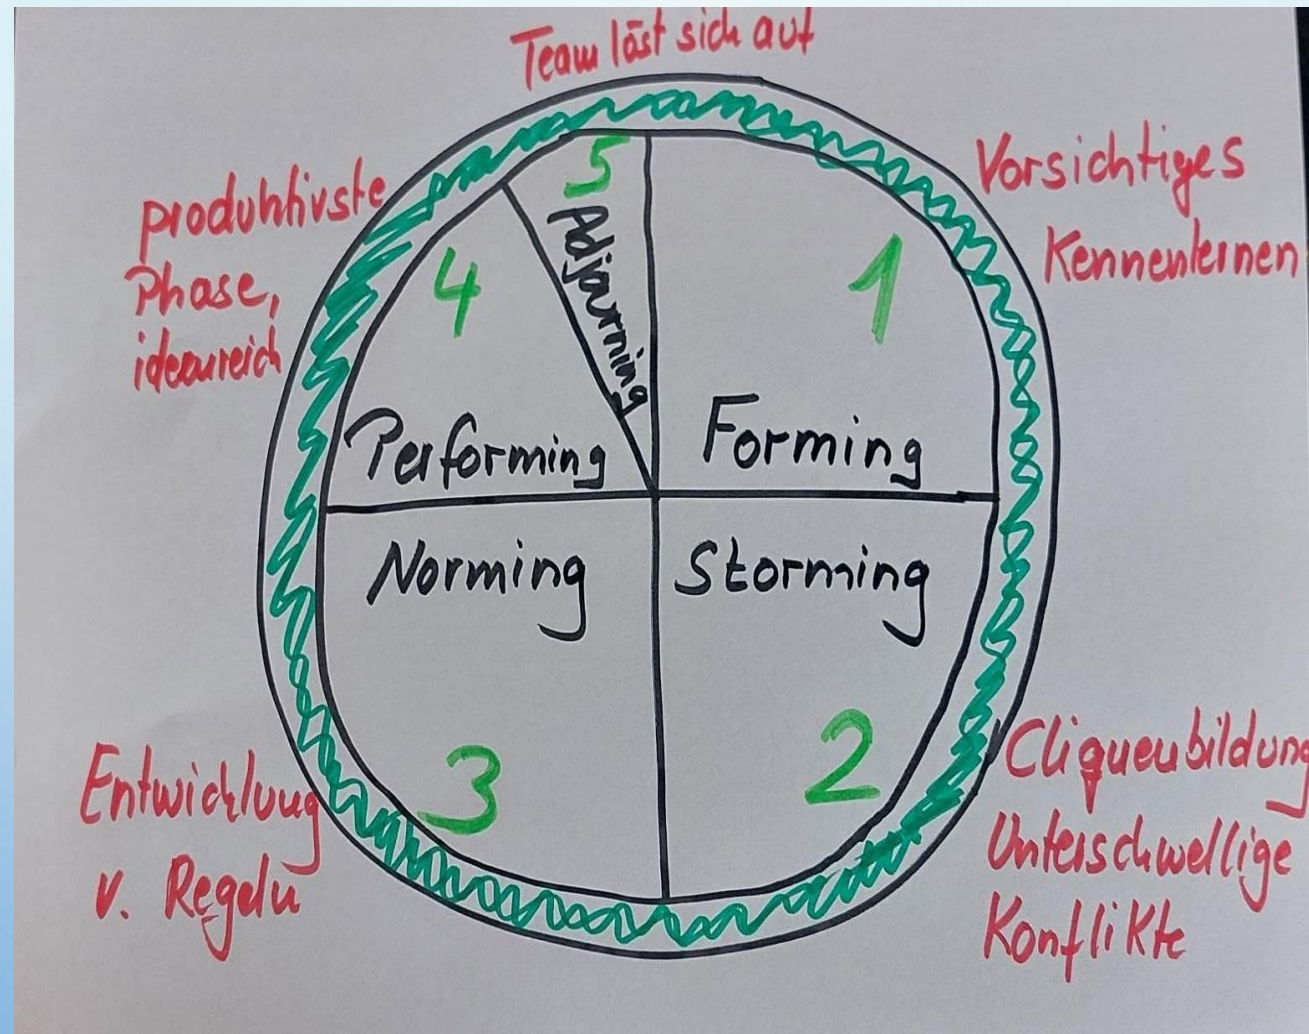 Team löst sich auf
Vorsichtiges
Kennenlernen
1
Forming
Storming
2
Cliquenbildung
Unterschwellige
Konflikte
Norming
3
Entwicklung
v. Regeln
4
Performing
produktivste
Phase,
ideenreich
5
Adjourning